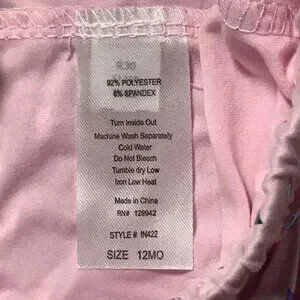 92% POLYESTER
8% SPANDEX
Turn Inside Out
Machine Wash Separately
Cold Water
Do Not Bleach
Tumble dry Low
Iron Low Heat
Made in China
RN# 129942
STYLE # IN422
SIZE 12MO